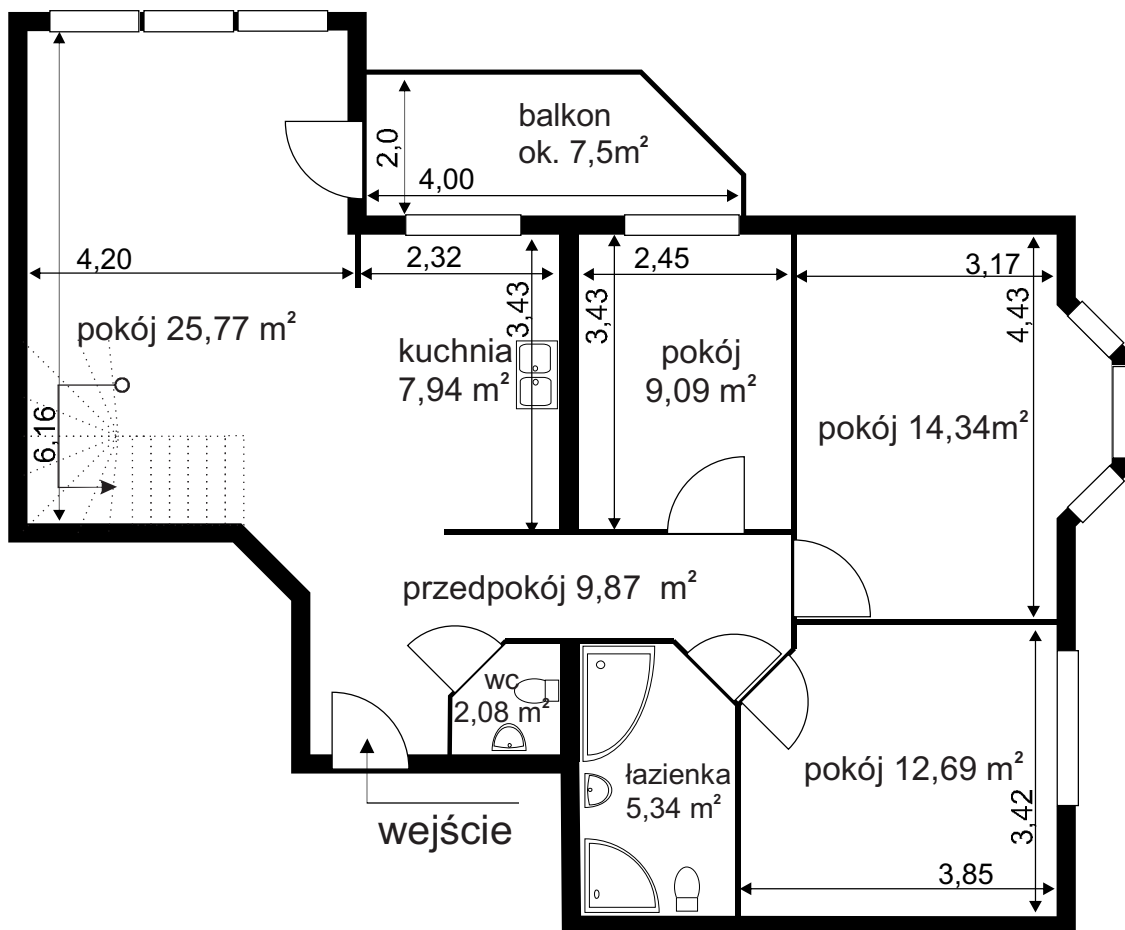 balkon
ok. 7,5m²
2,0
4,00
4,20
2,32
2,45
3,17
3,43
3,43
4,43
pokój 25,77 m²
kuchnia
7,94 m²
pokój
9,09 m²
pokój 14,34m²
6,16
przedpokój 9,87 m²
wc
2,08 m²
łazienka
5,34 m²
pokój 12,69 m²
3,42
3,85
wejście